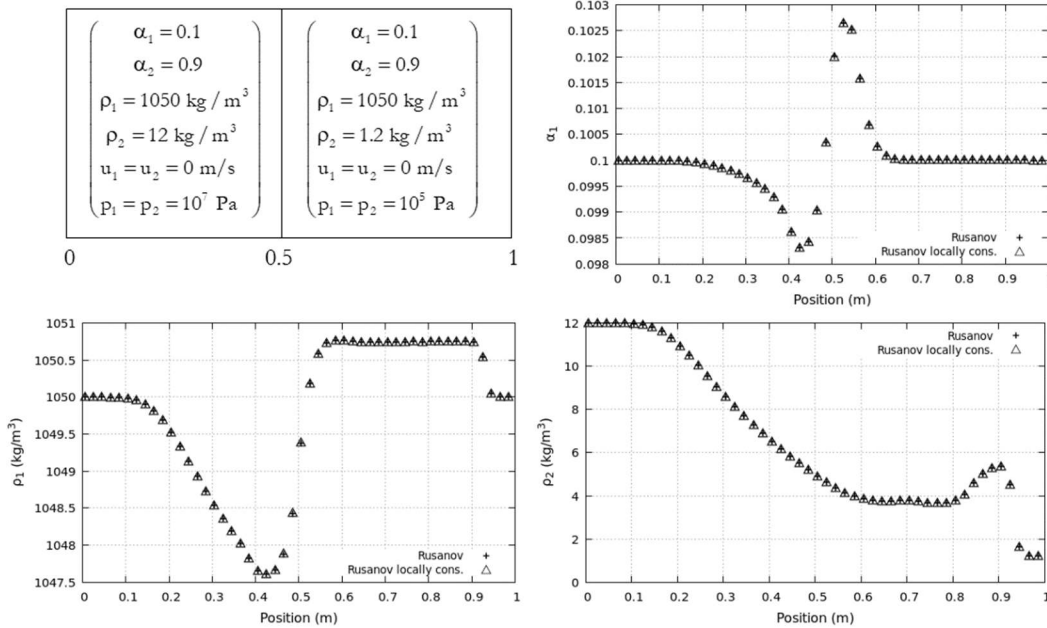 α₁ = 0.1
α₂ = 0.9
ρ₁ = 1050 kg / m³
ρ₂ = 12 kg / m³
u₁ = u₂ = 0 m/s
p₁ = p₂ = 10⁷ Pa
α₁ = 0.1
α₂ = 0.9
ρ₁ = 1050 kg / m³
ρ₂ = 1.2 kg / m³
u₁ = u₂ = 0 m/s
p₁ = p₂ = 10⁵ Pa
0 0.5 1
0.103
0.1025
0.102
0.1015
0.101
0.1005
0.1
0.0995
0.099
0.0985
0.098
α₁
Rusanov
Rusanov locally cons.
0 0.1 0.2 0.3 0.4 0.5 0.6 0.7 0.8 0.9 1
Position (m)
1051
1050.5
1050
1049.5
1049
1048.5
1048
1047.5
ρ₁ (kg/m³)
Rusanov
Rusanov locally cons.
0 0.1 0.2 0.3 0.4 0.5 0.6 0.7 0.8 0.9 1
Position (m)
12
10
8
6
4
2
0
ρ₂ (kg/m³)
Rusanov
Rusanov locally cons.
0 0.1 0.2 0.3 0.4 0.5 0.6 0.7 0.8 0.9 1
Position (m)